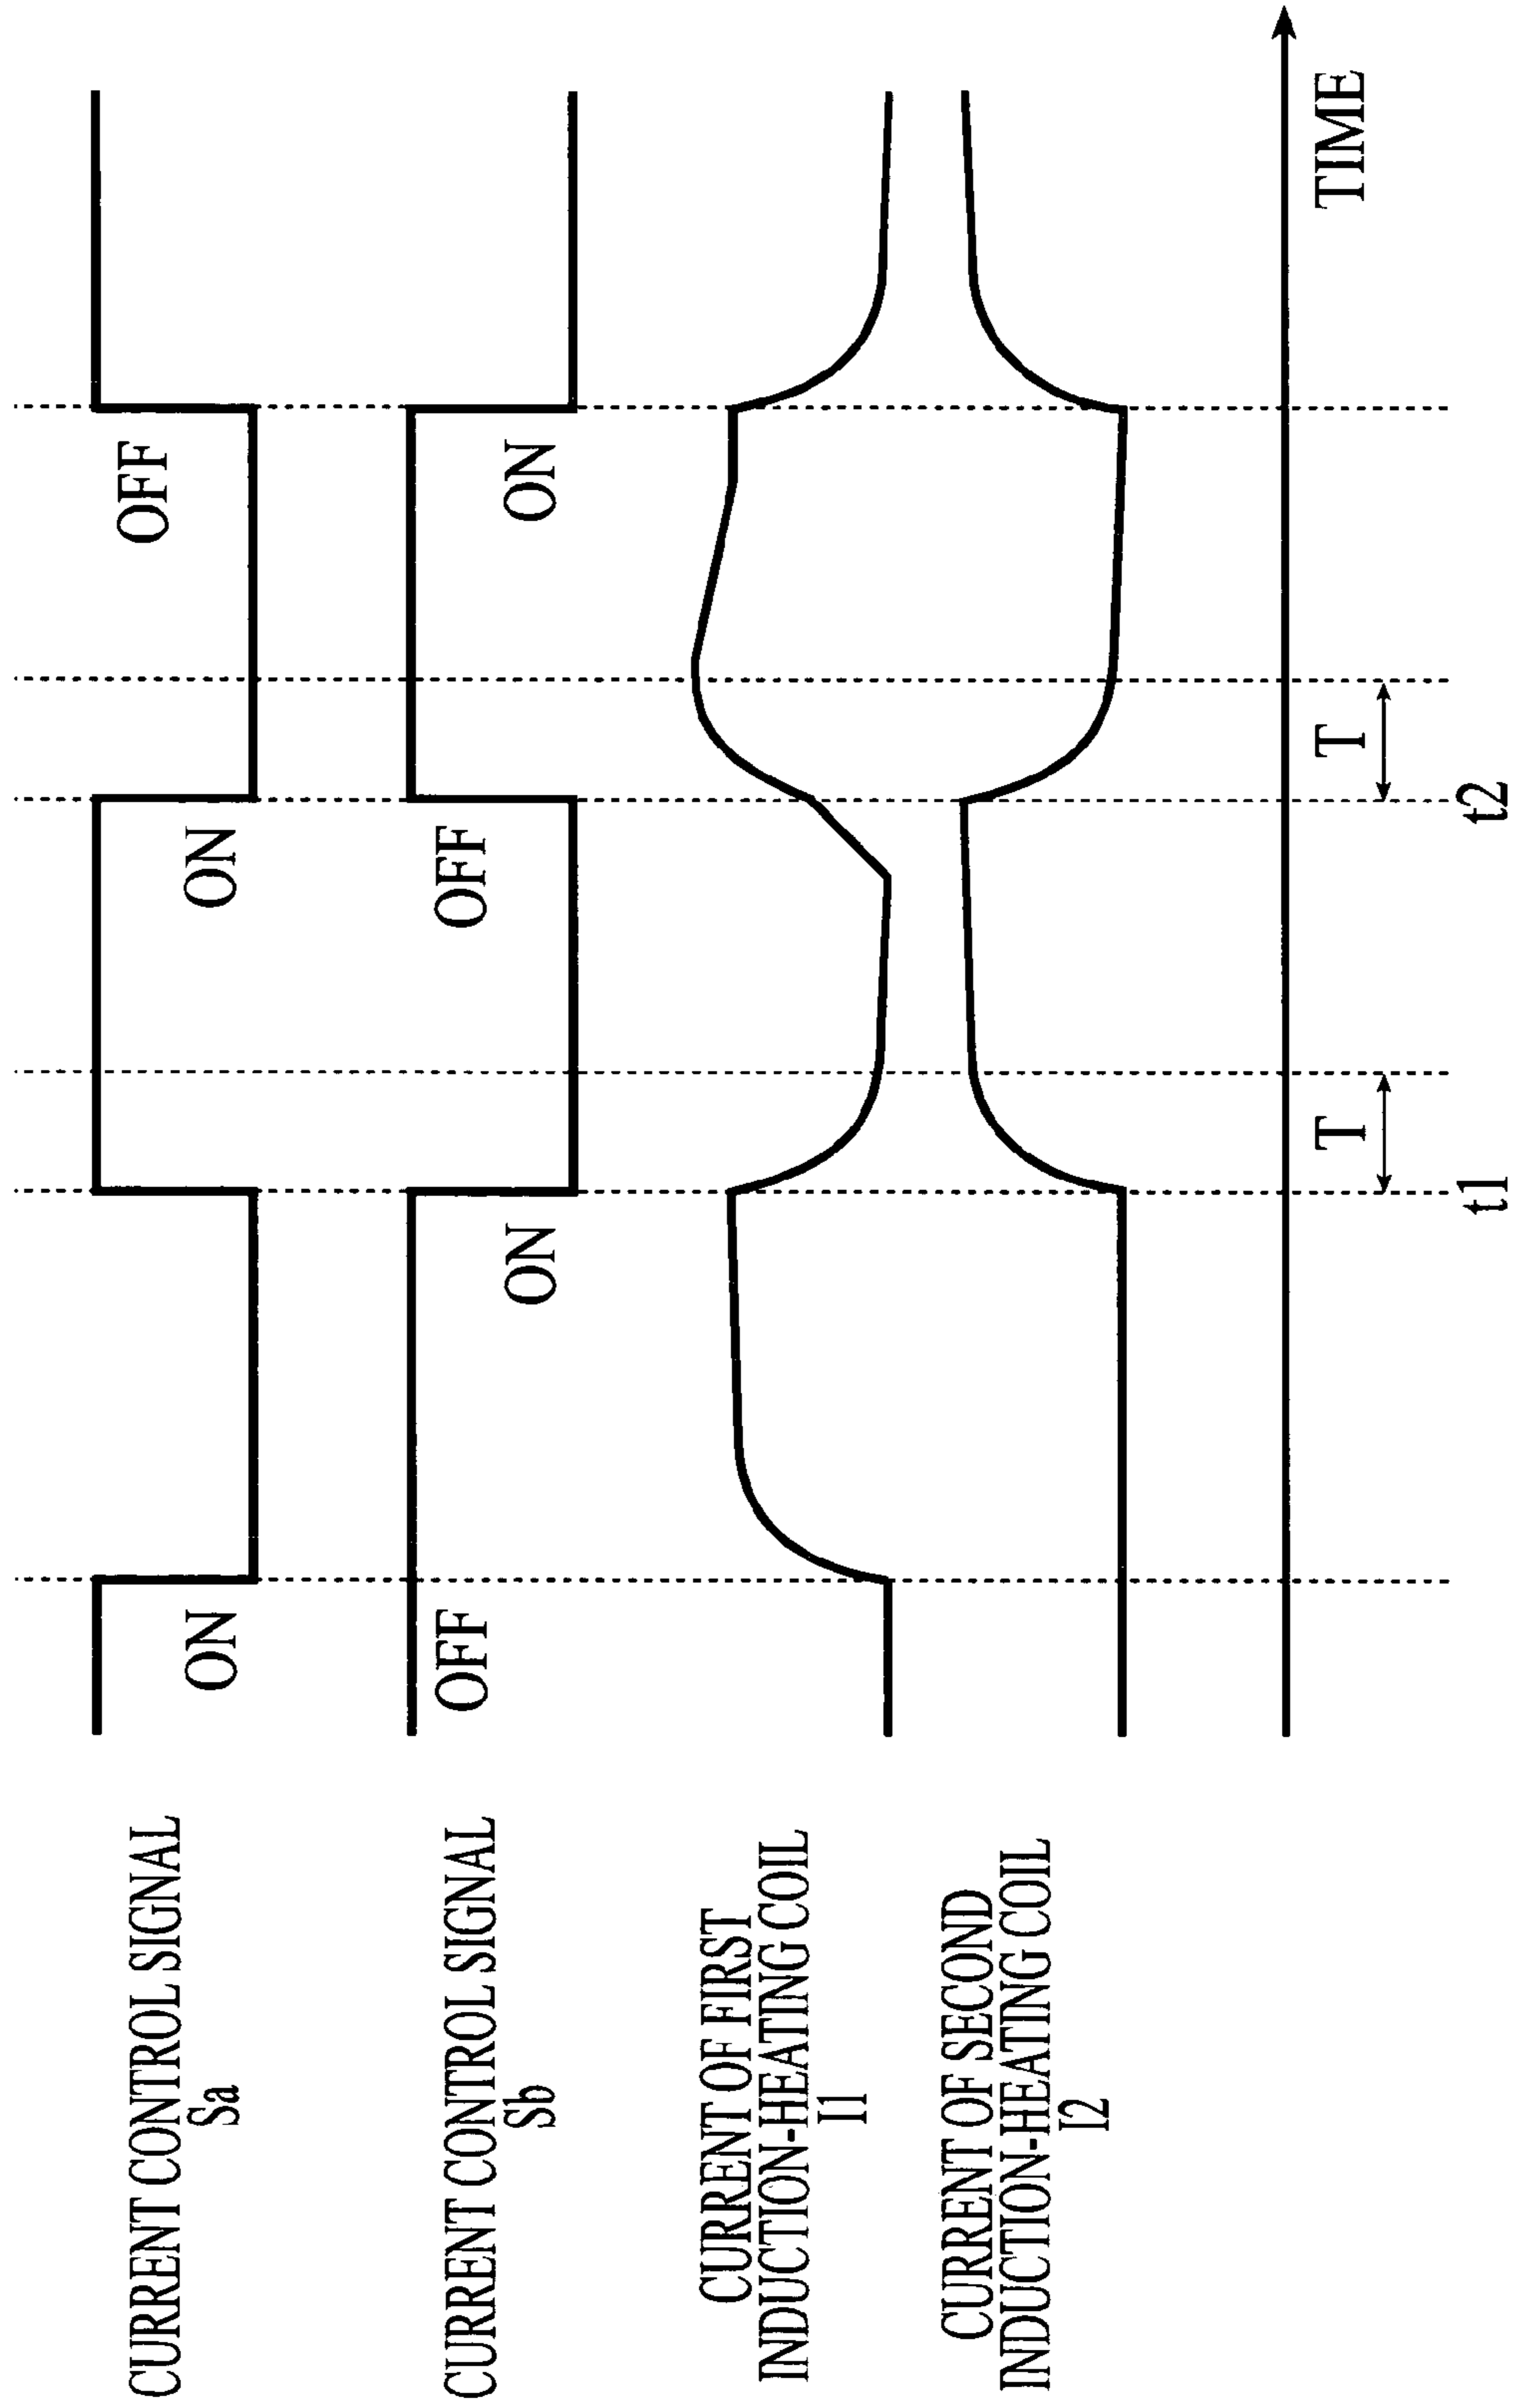 CURRENT CONTROL SIGNAL
Sa
ON
ON
OFF
CURRENT CONTROL SIGNAL
Sb
OFF
ON
OFF
ON
CURRENT OF FIRST
INDUCTION-HEATING COIL
I1
CURRENT OF SECOND
INDUCTION-HEATING COIL
I2
TIME
T
T
t1
t2